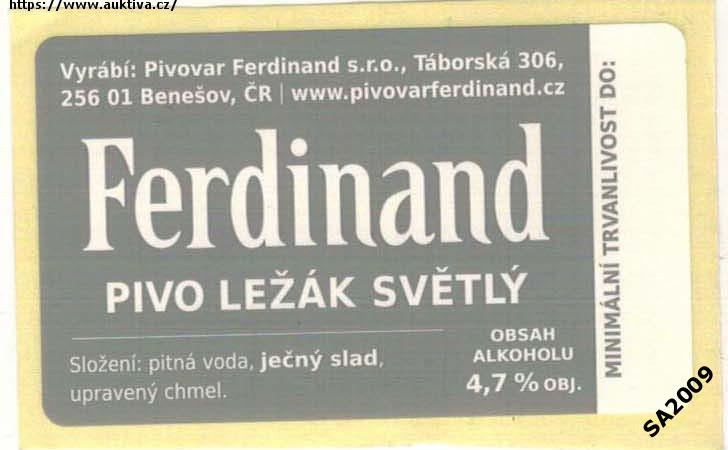 https://www.auktiva.cz/
Vyrábí: Pivovar Ferdinand s.r.o., Táborská 306,
256 01 Benešov, ČR | www.pivovarferdinand.cz
Ferdinand
PIVO LEŽÁK SVĚTLÝ
Složení: pitná voda, ječný slad,
upravený chmel.
OBSAH
ALKOHOLU
4,7 % OBJ.
MINIMÁLNÍ TRVANLIVOST DO:
SA2009